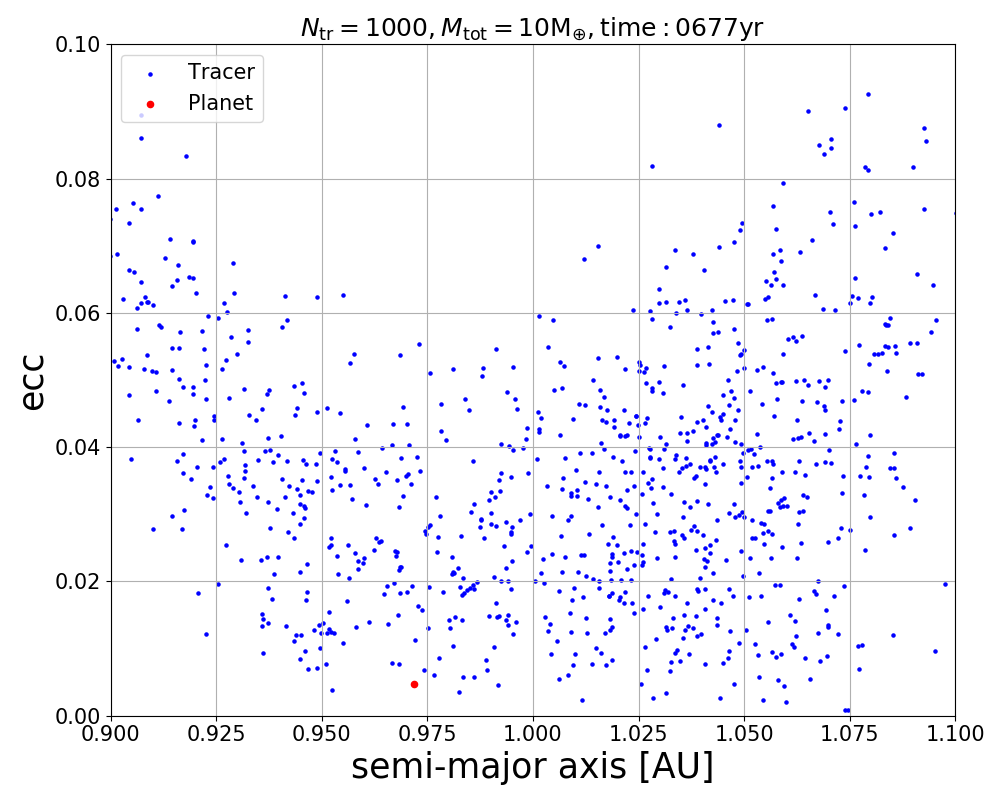 N_tr = 1000, M_tot = 10M_⊕, time : 0677yr
Tracer
Planet
ecc
0.10
0.08
0.06
0.04
0.02
0.00
0.900 0.925 0.950 0.975 1.000 1.025 1.050 1.075 1.100
semi-major axis [AU]